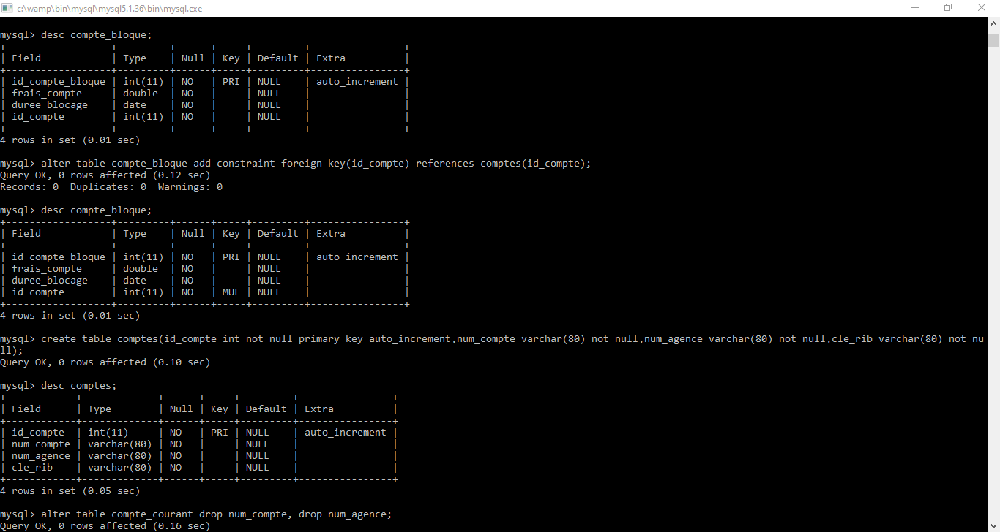 c:\wamp\bin\mysql\mysql5.1.36\bin\mysql.exe
mysql> desc compte_bloque;
+------------------+---------+------+-----+---------+----------------+
| Field            | Type    | Null | Key | Default | Extra          |
+------------------+---------+------+-----+---------+----------------+
| id_compte_bloque | int(11) | NO   | PRI | NULL    | auto_increment |
| frais_compte     | double  | NO   |     | NULL    |                |
| duree_blocage    | date    | NO   |     | NULL    |                |
| id_compte        | int(11) | NO   |     | NULL    |                |
+------------------+---------+------+-----+---------+----------------+
4 rows in set (0.01 sec)
mysql> alter table compte_bloque add constraint foreign key(id_compte) references comptes(id_compte);
Query OK, 0 rows affected (0.12 sec)
Records: 0  Duplicates: 0  Warnings: 0
mysql> desc compte_bloque;
+------------------+---------+------+-----+---------+----------------+
| Field            | Type    | Null | Key | Default | Extra          |
+------------------+---------+------+-----+---------+----------------+
| id_compte_bloque | int(11) | NO   | PRI | NULL    | auto_increment |
| frais_compte     | double  | NO   |     | NULL    |                |
| duree_blocage    | date    | NO   |     | NULL    |                |
| id_compte        | int(11) | NO   | MUL | NULL    |                |
+------------------+---------+------+-----+---------+----------------+
4 rows in set (0.01 sec)
mysql> create table comptes(id_compte int not null primary key auto_increment,num_compte varchar(80) not null,num_agence varchar(80) not null,cle_rib varchar(80) not nu
ll);
Query OK, 0 rows affected (0.10 sec)
mysql> desc comptes;
+------------+-------------+------+-----+---------+----------------+
| Field      | Type        | Null | Key | Default | Extra          |
+------------+-------------+------+-----+---------+----------------+
| id_compte  | int(11)     | NO   | PRI | NULL    | auto_increment |
| num_compte | varchar(80) | NO   |     | NULL    |                |
| num_agence | varchar(80) | NO   |     | NULL    |                |
| cle_rib    | varchar(80) | NO   |     | NULL    |                |
+------------+-------------+------+-----+---------+----------------+
4 rows in set (0.05 sec)
mysql> alter table compte_courant drop num_compte, drop num_agence;
Query OK, 0 rows affected (0.16 sec)